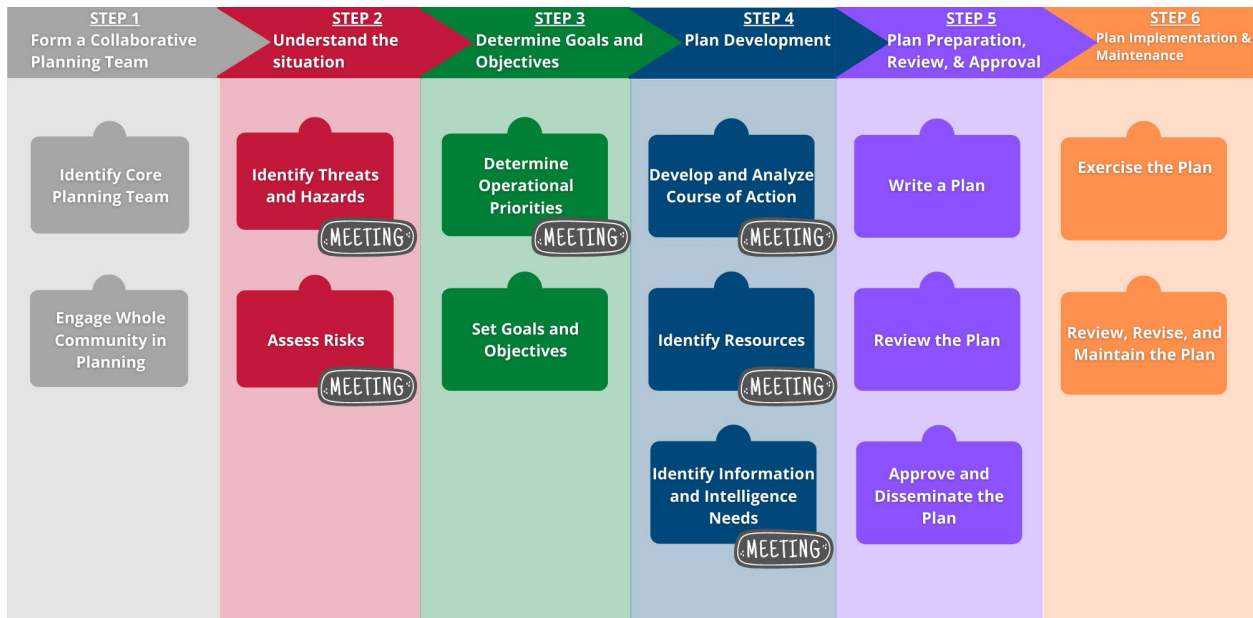 STEP 1
Form a Collaborative
Planning Team
STEP 2
Understand the
situation
STEP 3
Determine Goals and
Objectives
STEP 4
Plan Development
STEP 5
Plan Preparation,
Review, & Approval
STEP 6
Plan Implementation &
Maintenance
Identify Core
Planning Team
Engage Whole
Community in
Planning
Identify Threats
and Hazards
MEETING
Assess Risks
MEETING
Determine
Operational
Priorities
MEETING
Set Goals and
Objectives
Develop and Analyze
Course of Action
MEETING
Identify Resources
MEETING
Identify Information
and Intelligence
Needs
MEETING
Write a Plan
Review the Plan
Approve and
Disseminate the
Plan
Exercise the Plan
Review, Revise, and
Maintain the Plan